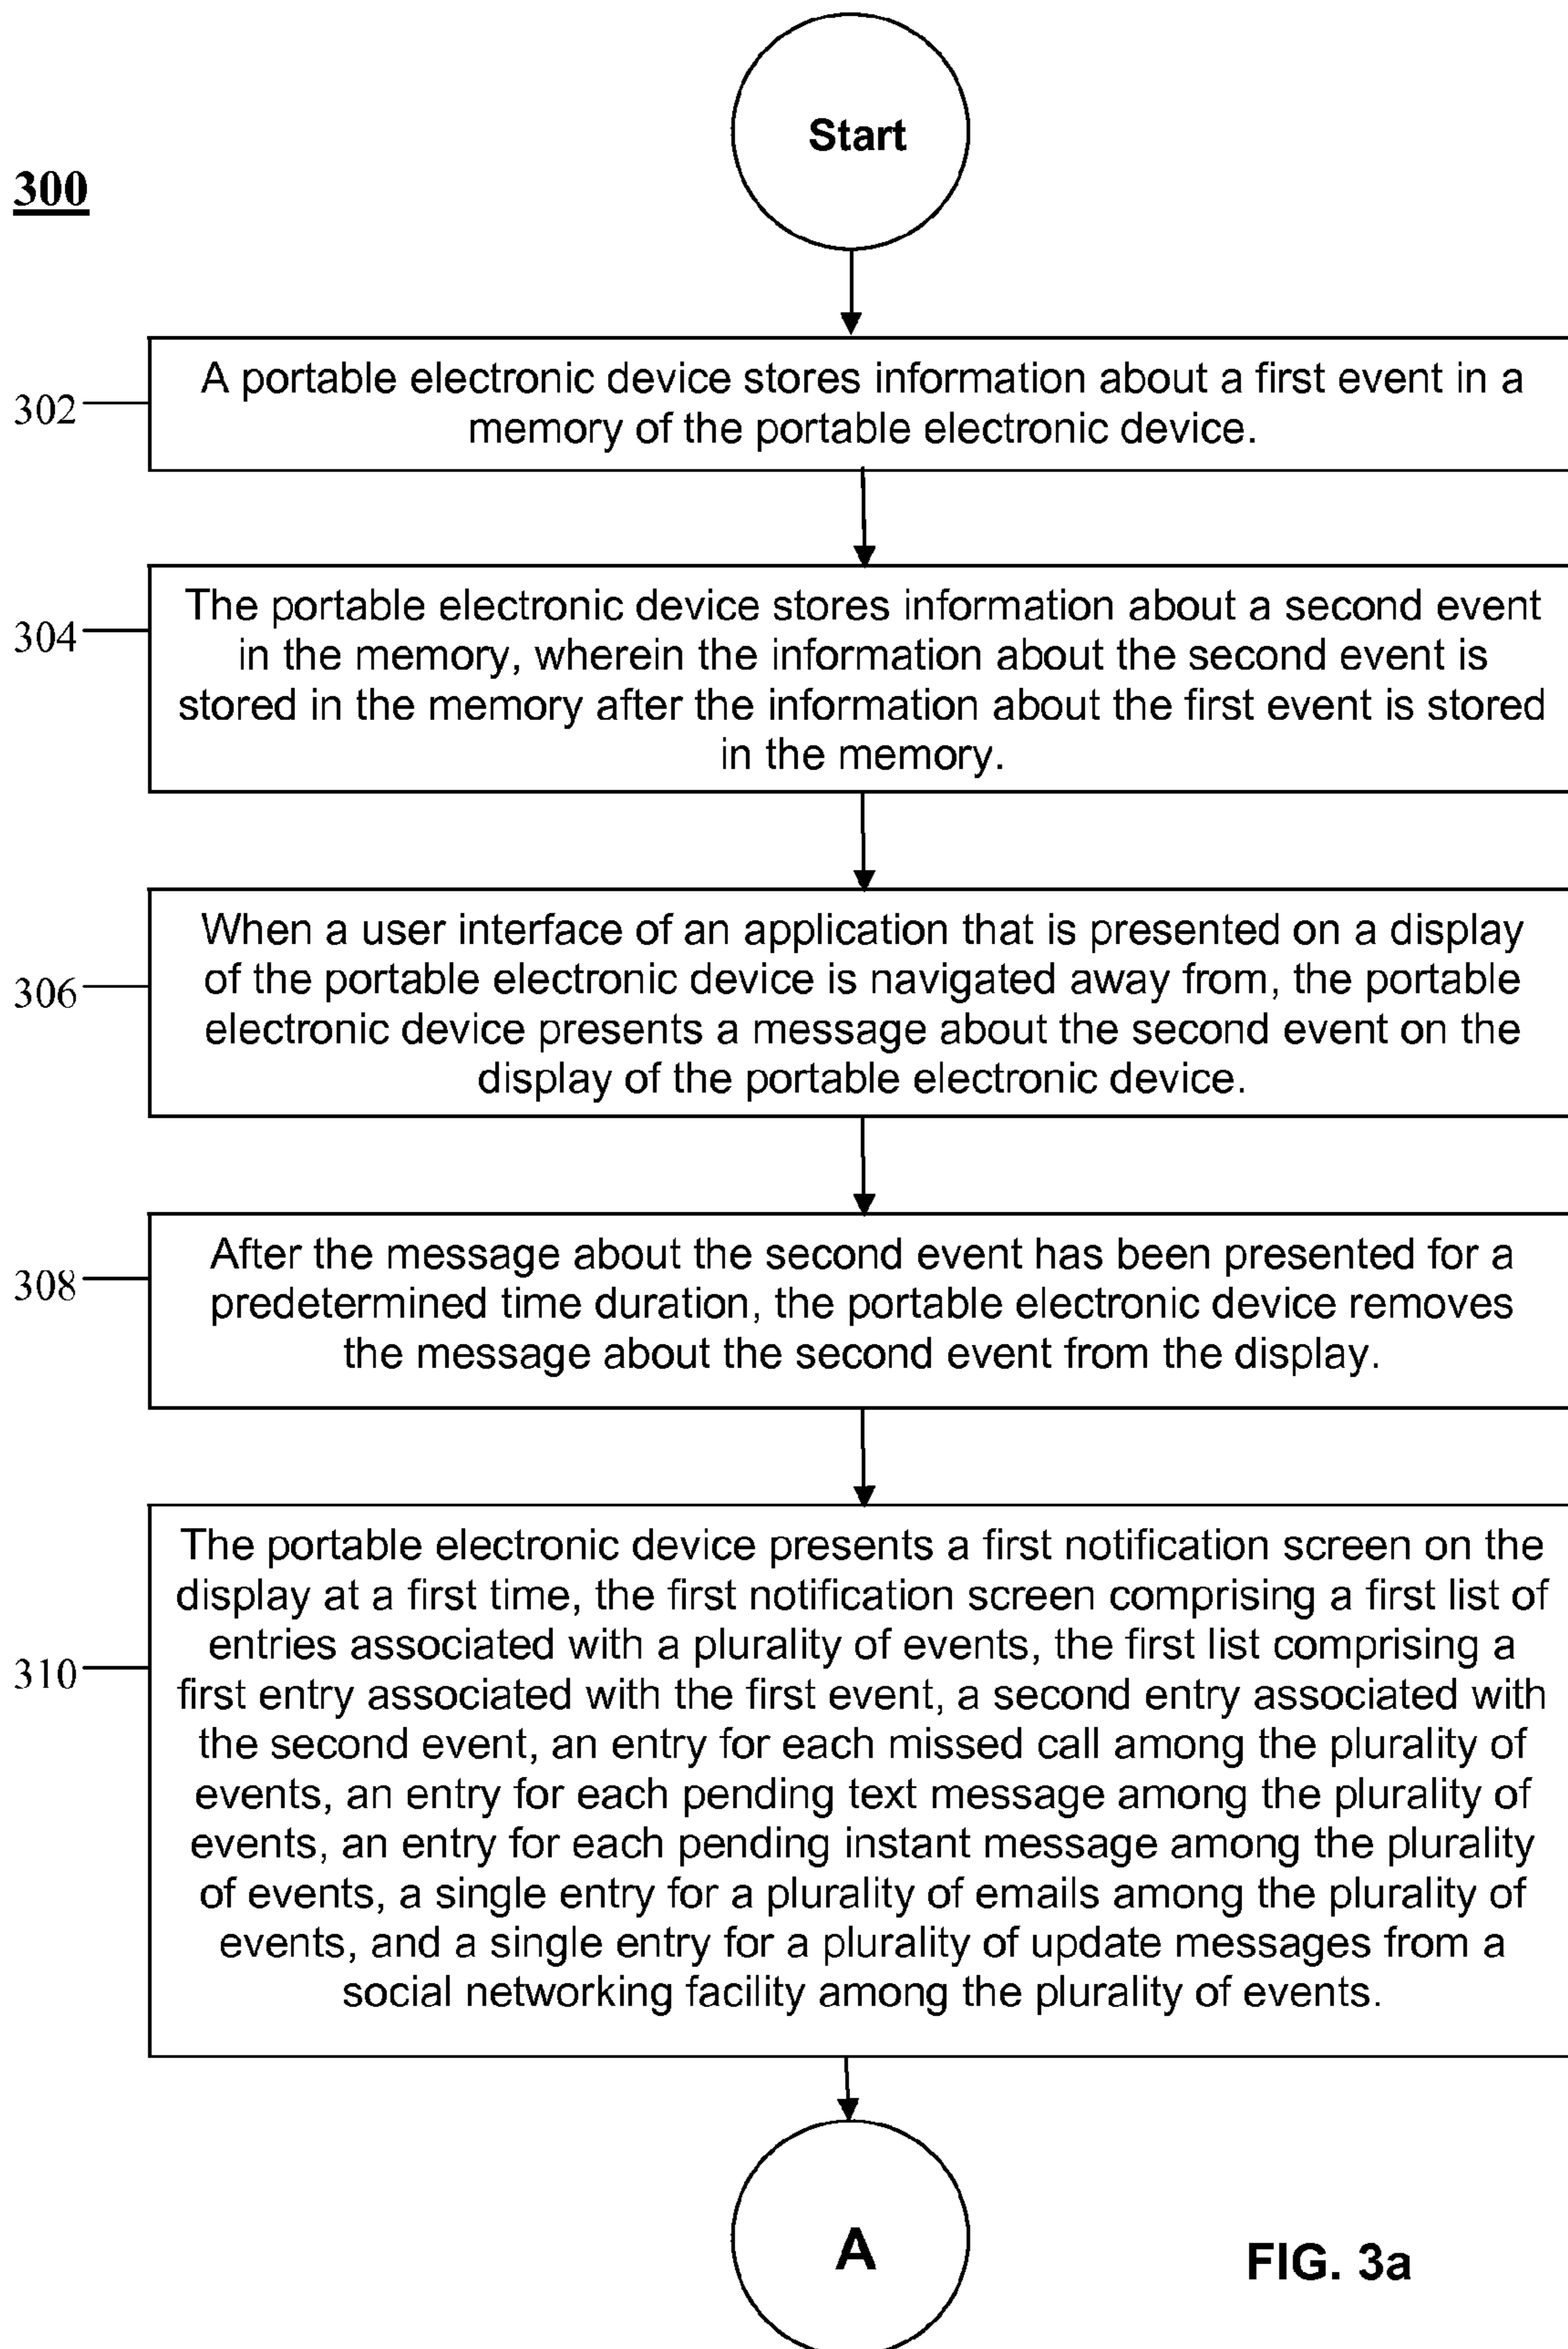 Start
300
302
A portable electronic device stores information about a first event in a
memory of the portable electronic device.
304
The portable electronic device stores information about a second event
in the memory, wherein the information about the second event is
stored in the memory after the information about the first event is stored
in the memory.
306
When a user interface of an application that is presented on a display
of the portable electronic device is navigated away from, the portable
electronic device presents a message about the second event on the
display of the portable electronic device.
308
After the message about the second event has been presented for a
predetermined time duration, the portable electronic device removes
the message about the second event from the display.
310
The portable electronic device presents a first notification screen on the
display at a first time, the first notification screen comprising a first list of
entries associated with a plurality of events, the first list comprising a
first entry associated with the first event, a second entry associated with
the second event, an entry for each missed call among the plurality of
events, an entry for each pending text message among the plurality of
events, an entry for each pending instant message among the plurality
of events, a single entry for a plurality of emails among the plurality of
events, and a single entry for a plurality of update messages from a
social networking facility among the plurality of events.
A
FIG. 3a